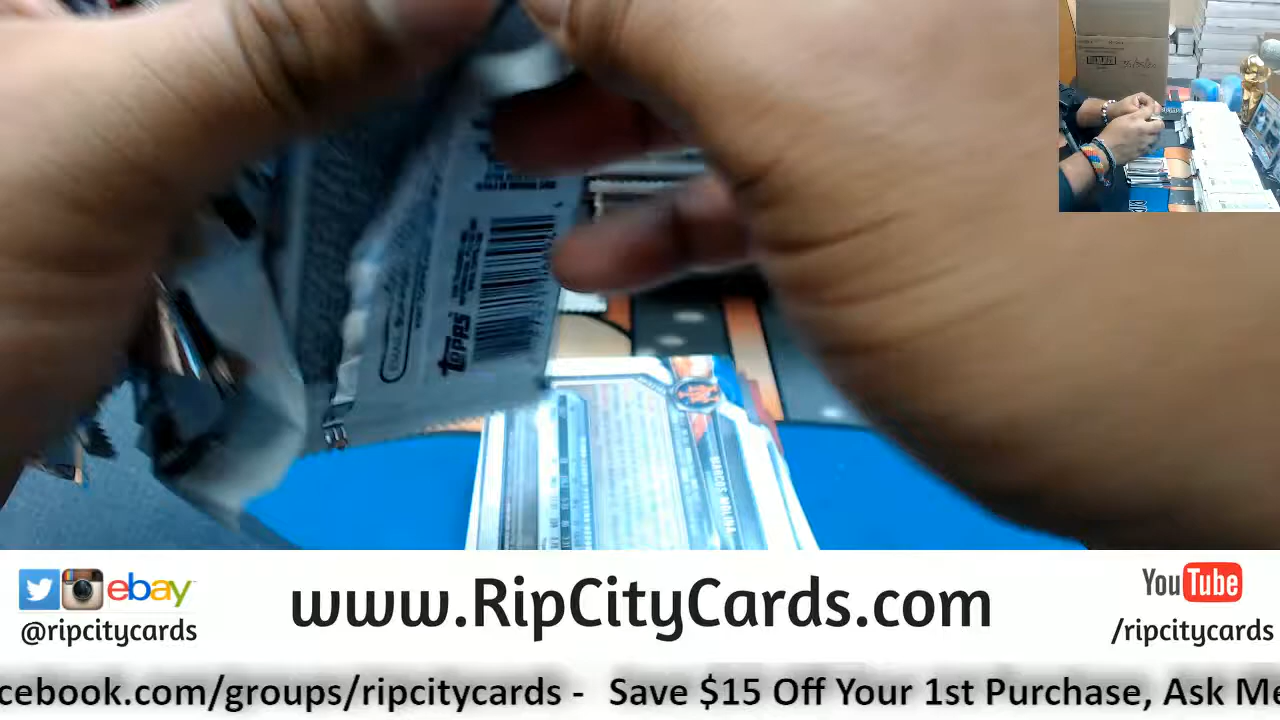 TOPPS
MARCOS MOLINA
ebay
@ripcitycards
www.RipCityCards.com
YouTube
/ripcitycards
cebook.com/groups/ripcitycards - Save $15 Off Your 1st Purchase, Ask Me